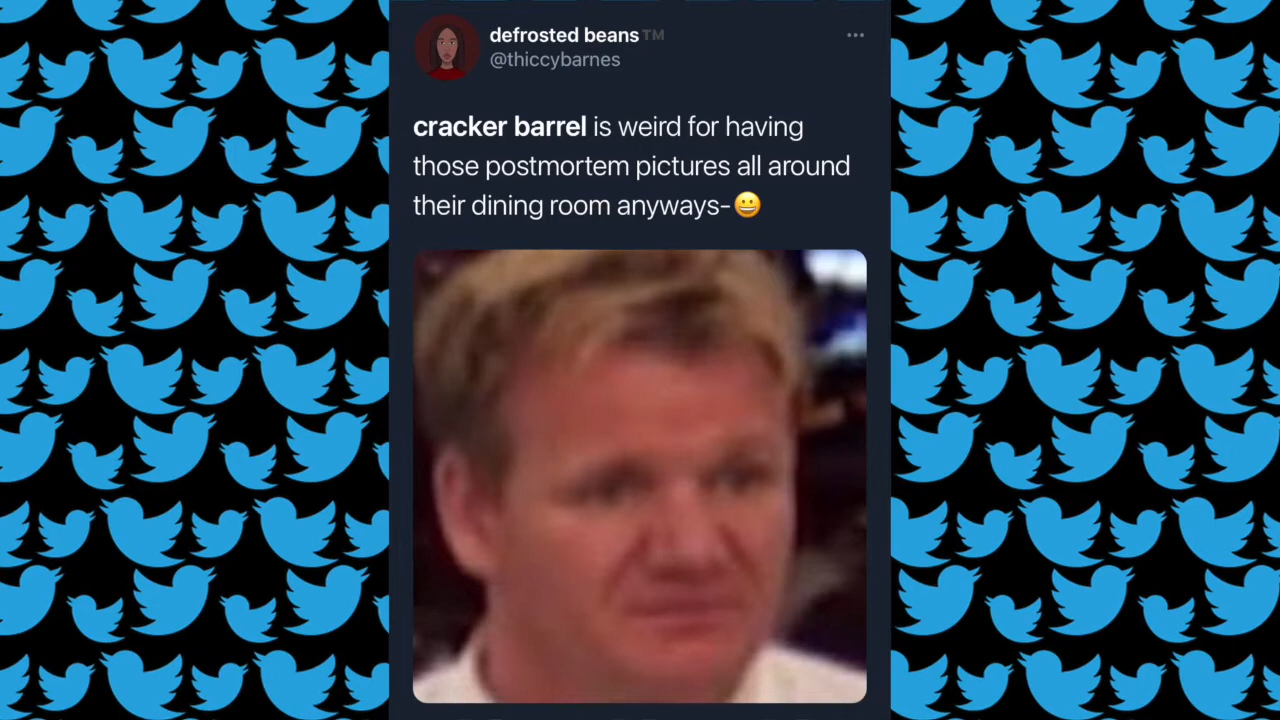 defrosted beans™
@thiccybarnes
cracker barrel is weird for having
those postmortem pictures all around
their dining room anyways-😀